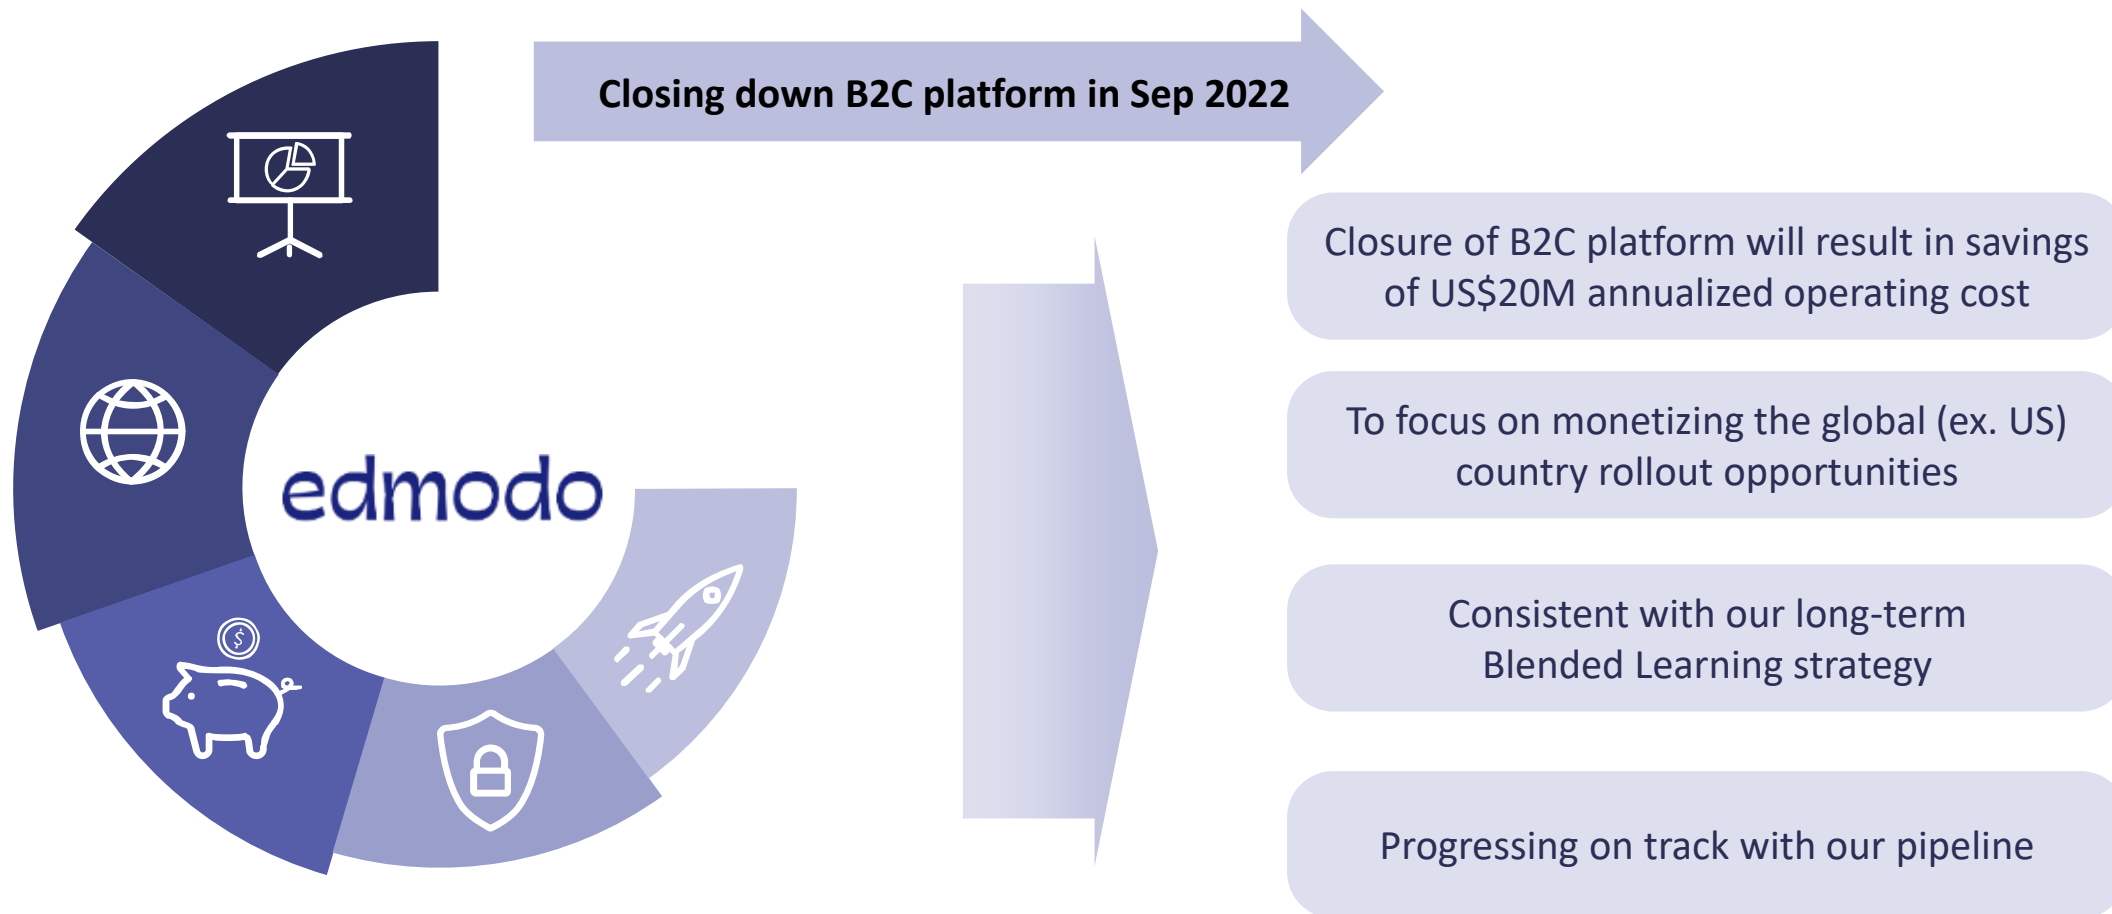 Closing down B2C platform in Sep 2022
edmodo
$
Closure of B2C platform will result in savings
of US$20M annualized operating cost
To focus on monetizing the global (ex. US)
country rollout opportunities
Consistent with our long-term
Blended Learning strategy
Progressing on track with our pipeline